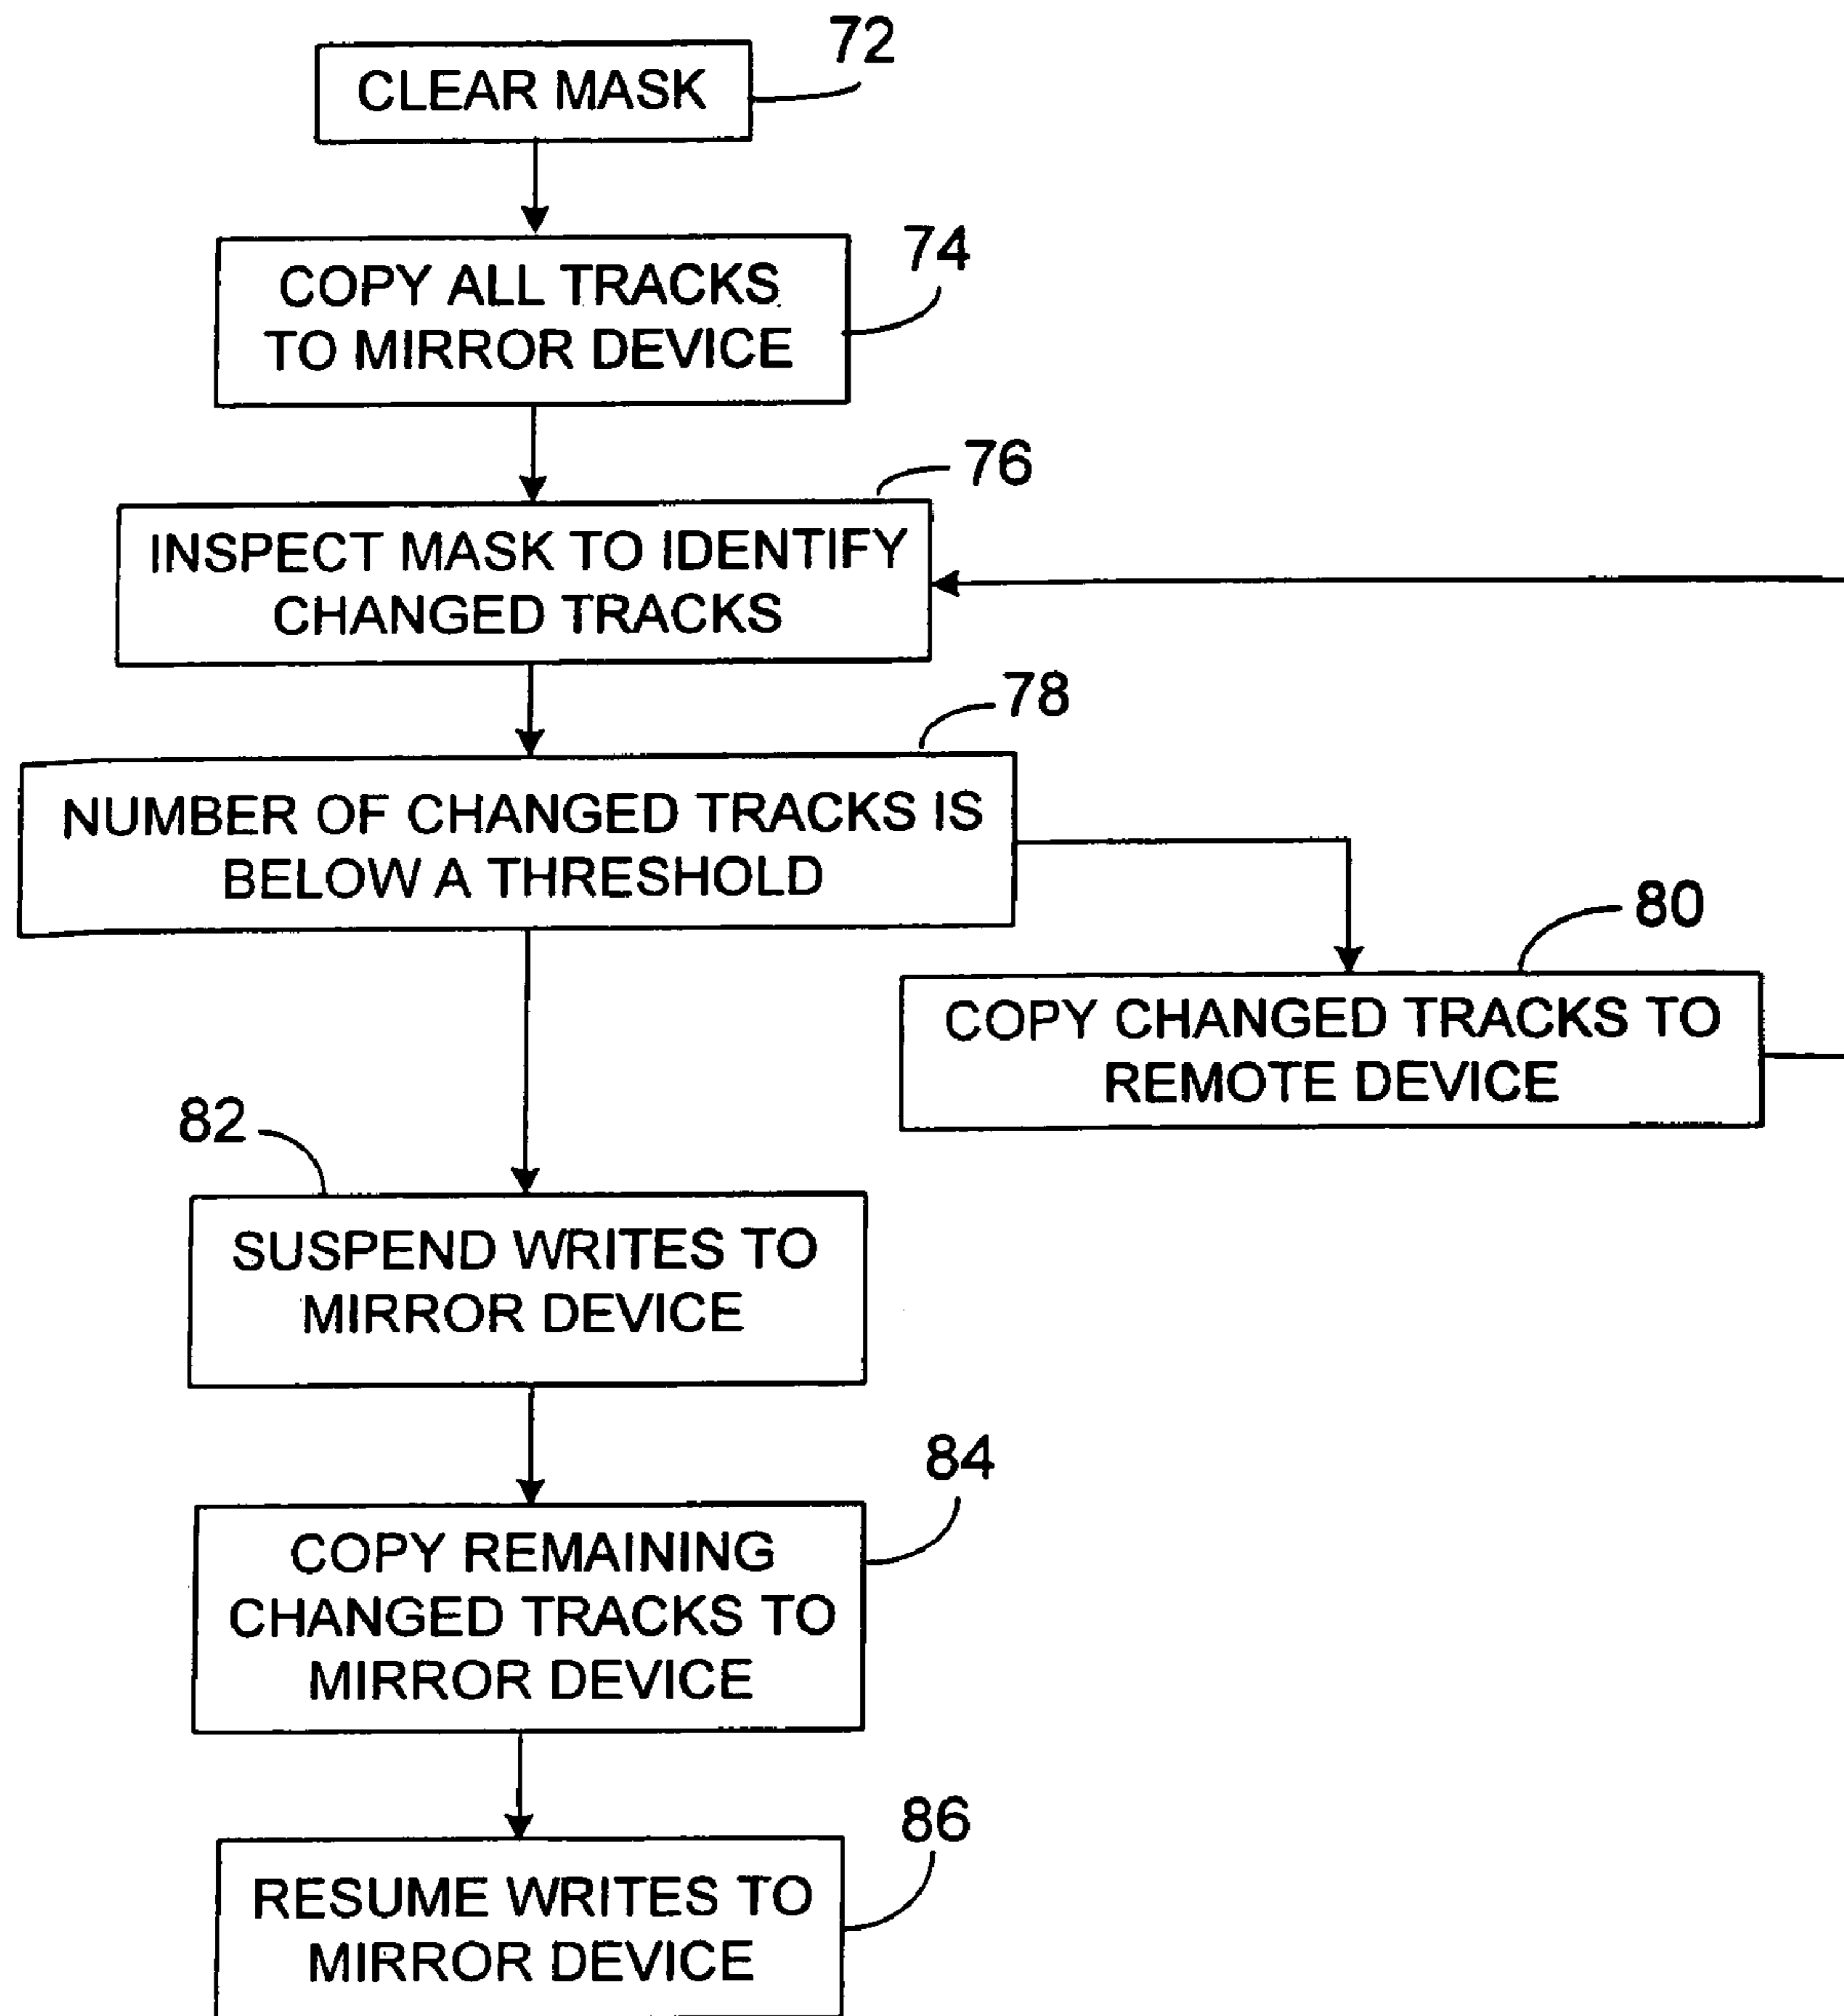 72
CLEAR MASK
74
COPY ALL TRACKS
TO MIRROR DEVICE
76
INSPECT MASK TO IDENTIFY
CHANGED TRACKS
78
NUMBER OF CHANGED TRACKS IS
BELOW A THRESHOLD
80
COPY CHANGED TRACKS TO
REMOTE DEVICE
82
SUSPEND WRITES TO
MIRROR DEVICE
84
COPY REMAINING
CHANGED TRACKS TO
MIRROR DEVICE
86
RESUME WRITES TO
MIRROR DEVICE